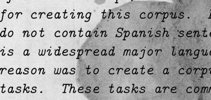 for creating this corpus.
do not contain Spanish sent
is a widespread major langu
reason was to create a corp
tasks. These tasks are com